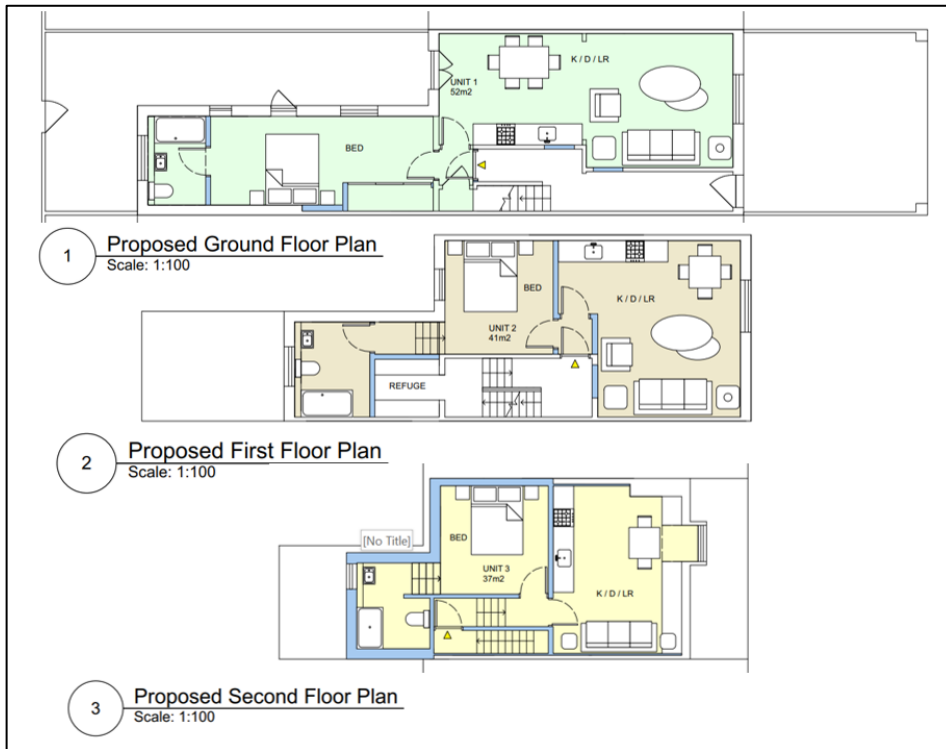 K / D / LR
UNIT 1
52m2
BED
1
Proposed Ground Floor Plan
Scale: 1:100
BED
K / D / LR
UNIT 2
41m2
REFUGE
2
Proposed First Floor Plan
Scale: 1:100
[No Title]
BED
UNIT 3
37m2
K / D / LR
3
Proposed Second Floor Plan
Scale: 1:100